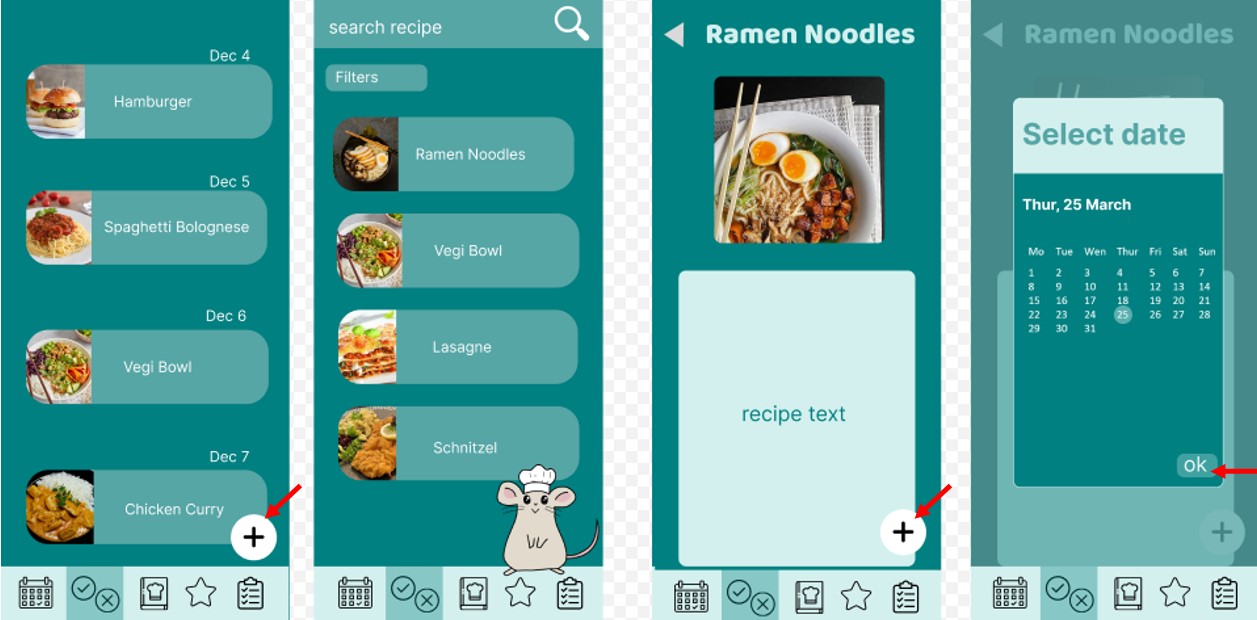 Dec 4
Hamburger
Dec 5
Spaghetti Bolognese
Dec 6
Vegi Bowl
Dec 7
Chicken Curry
+
search recipe
Filters
Ramen Noodles
Vegi Bowl
Lasagne
Schnitzel
Ramen Noodles
recipe text
+
Ramen Noodles
Select date
Thur, 25 March
Mo Tue Wen Thur Fri Sat Sun
1 2 3 4 5 6 7
8 9 10 11 12 13 14
15 16 17 18 19 20 21
22 23 24 25 26 27 28
29 30 31
ok
+